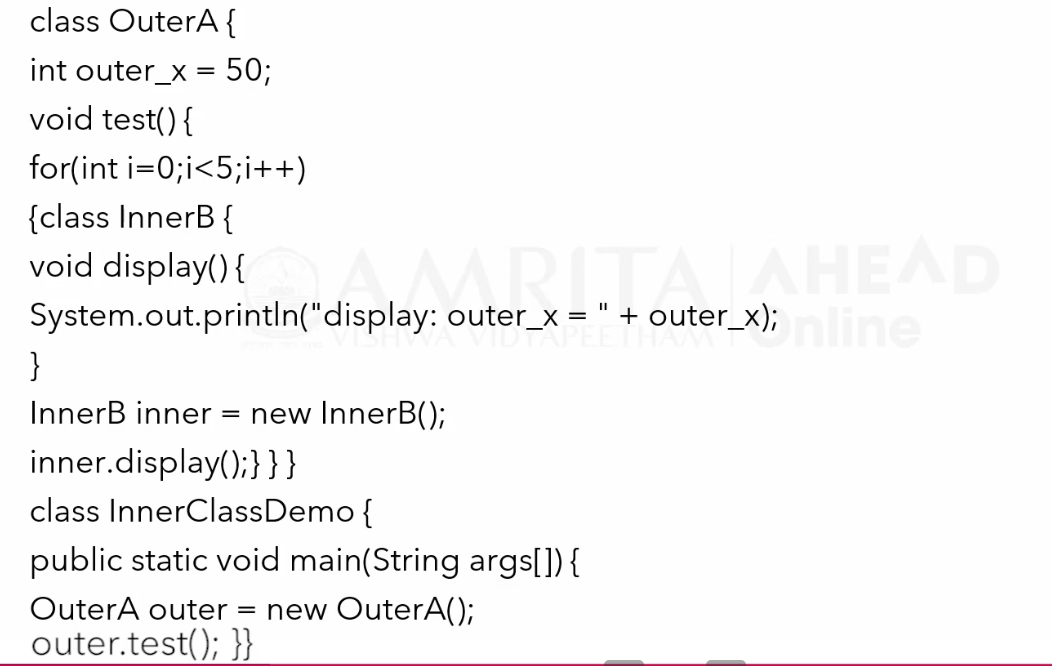 class OuterA {
int outer_x = 50;
void test() {
for(int i=0;i<5;i++)
{class InnerB {
void display() {
System.out.println("display: outer_x = " + outer_x);
}
InnerB inner = new InnerB();
inner.display();} } }
class InnerClassDemo {
public static void main(String args[]) {
OuterA outer = new OuterA();
outer.test(); }}
AMRITA AHEAD
VISHWA VIDYAPEETHAM Online